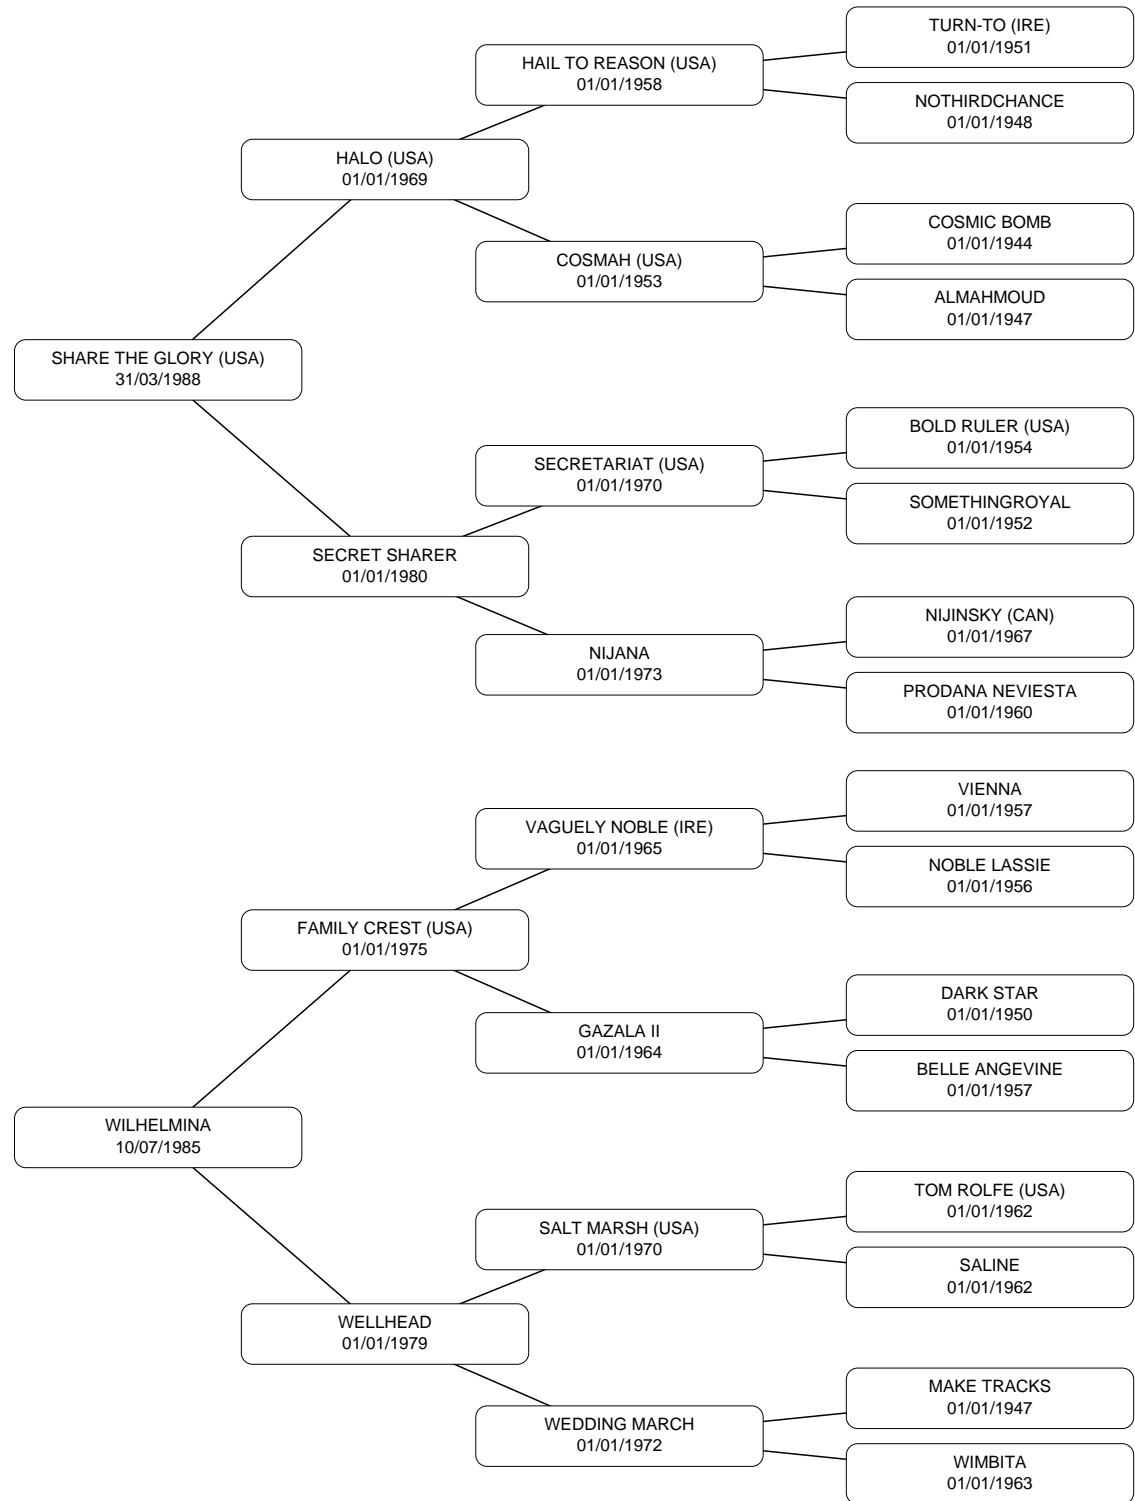 TURN-TO (IRE)
01/01/1951
HAIL TO REASON (USA)
01/01/1958
NOTHIRDCHANCE
01/01/1948
HALO (USA)
01/01/1969
COSMIC BOMB
01/01/1944
COSMAH (USA)
01/01/1953
ALMAHMOUD
01/01/1947
SHARE THE GLORY (USA)
31/03/1988
BOLD RULER (USA)
01/01/1954
SECRETARIAT (USA)
01/01/1970
SOMETHINGROYAL
01/01/1952
SECRET SHARER
01/01/1980
NIJINSKY (CAN)
01/01/1967
NIJANA
01/01/1973
PRODANA NEVIESTA
01/01/1960
VIENNA
01/01/1957
VAGUELY NOBLE (IRE)
01/01/1965
NOBLE LASSIE
01/01/1956
FAMILY CREST (USA)
01/01/1975
DARK STAR
01/01/1950
GAZALA II
01/01/1964
BELLE ANGEVINE
01/01/1957
WILHELMINA
10/07/1985
TOM ROLFE (USA)
01/01/1962
SALT MARSH (USA)
01/01/1970
SALINE
01/01/1962
WELLHEAD
01/01/1979
MAKE TRACKS
01/01/1947
WEDDING MARCH
01/01/1972
WIMBITA
01/01/1963